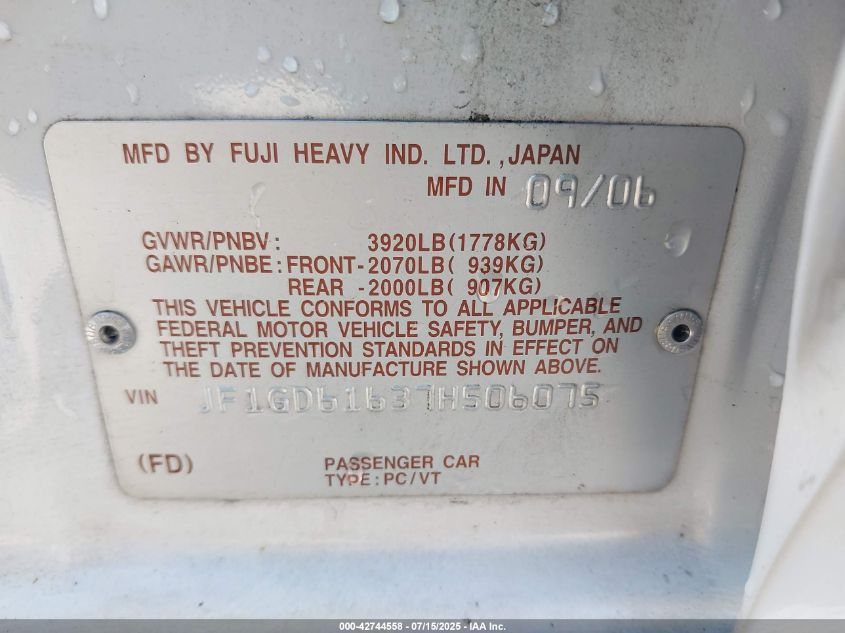 MFD BY FUJI HEAVY IND. LTD., JAPAN
MFD IN 09/06
GVWR/PNBV: 3920LB(1778KG)
GAWR/PNBE: FRONT-2070LB( 939KG)
REAR -2000LB( 907KG)
THIS VEHICLE CONFORMS TO ALL APPLICABLE
FEDERAL MOTOR VEHICLE SAFETY, BUMPER, AND
THEFT PREVENTION STANDARDS IN EFFECT ON
THE DATE OF MANUFACTURE SHOWN ABOVE.
VIN JF1GD61637H506075
(FD) PASSENGER CAR
TYPE: PC/VT
000-42744558 - 07/15/2025 - IAA Inc.